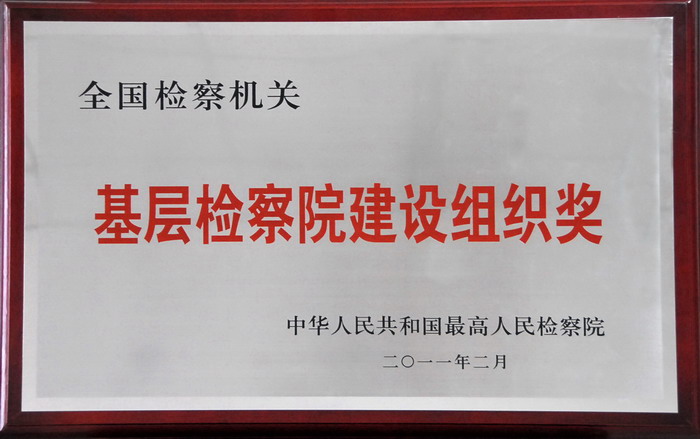 全国检察机关
基层检察院建设组织奖
中华人民共和国最高人民检察院
二〇一一年二月